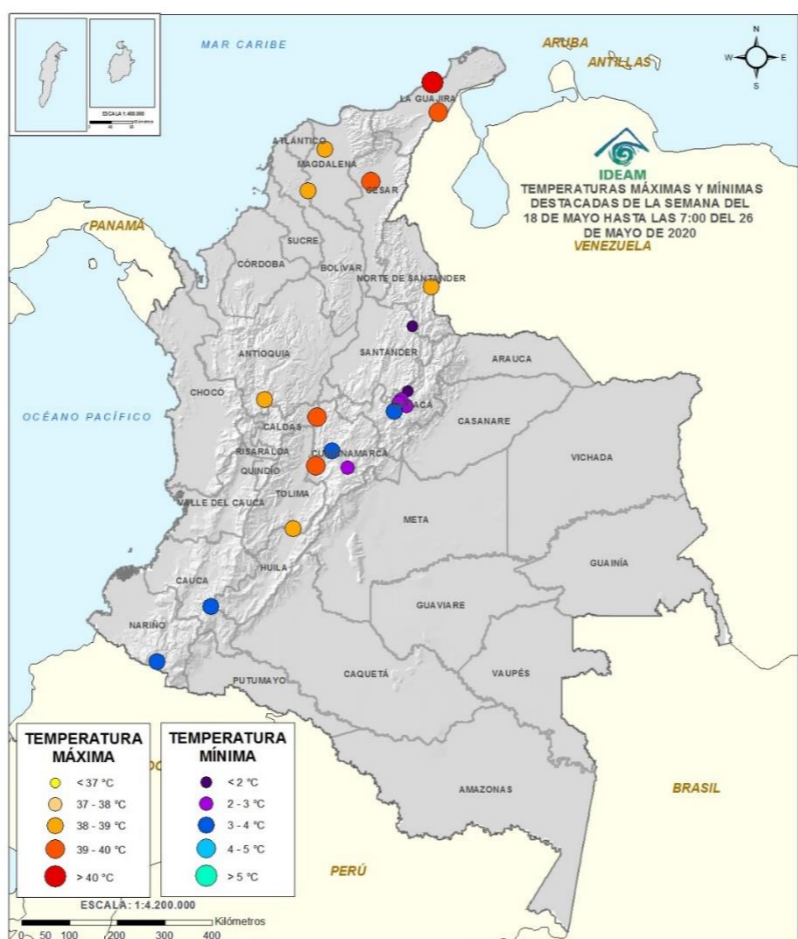 MAR CARIBE
ARUBA
ANTILLAS
N
W
E
S
ESCALA 1:400.000
LA GUAJIRA
ATLÁNTICO
MAGDALENA
CESAR
IDEAM
TEMPERATURAS MÁXIMAS Y MÍNIMAS
DESTACADAS DE LA SEMANA DEL
18 DE MAYO HASTA LAS 7:00 DEL 26
DE MAYO DE 2020
PANAMÁ
VENEZUELA
SUCRE
CÓRDOBA
BOLIVAR
NORTE DE SANTANDER
ANTIOQUIA
SANTANDER
ARAUCA
CHOCÓ
OCÉANO PACÍFICO
CALDAS
CASANARE
RISARALDA
VICHADA
QUINDÍO
TOLIMA
VALLE DEL CAUCA
META
CAUCA
HUILA
GUAINÍA
GUAVIARE
NARIÑO
PUTUMAYO
CAQUETÁ
VAUPÉS
AMAZONAS
BRASIL
PERÚ
TEMPERATURA
MÁXIMA
< 37 °C
37 - 38 °C
38 - 39 °C
39 - 40 °C
> 40 °C
TEMPERATURA
MÍNIMA
< 2 °C
2 - 3 °C
3 - 4 °C
4 - 5 °C
> 5 °C
ESCALA: 1:4.200.000
Kilómetros
0 50 100 200 300 400